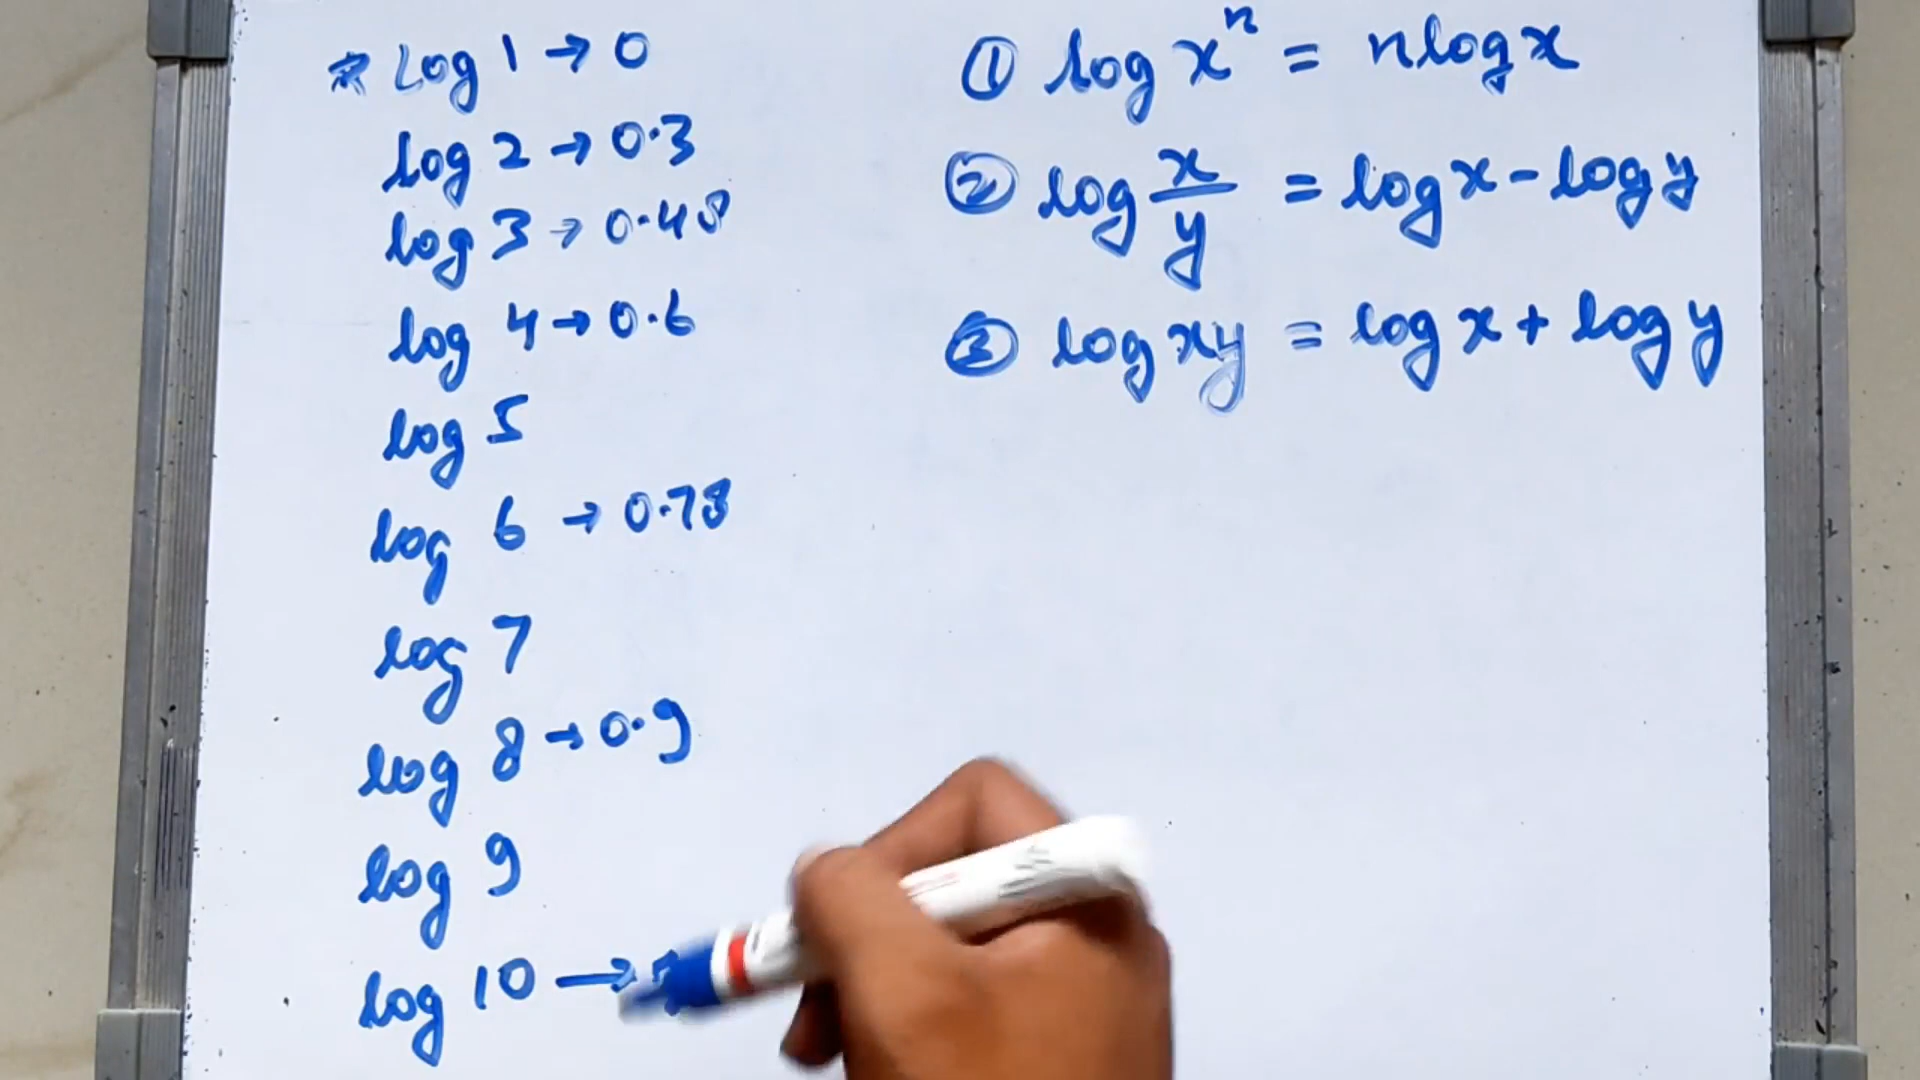 * Log 1 → 0
log 2 → 0.3
log 3 → 0.48
log 4 → 0.6
log 5
log 6 → 0.78
log 7
log 8 → 0.9
log 9
log 10 →
① log xⁿ = n log x
② log x/y = log x - log y
③ log xy = log x + log y